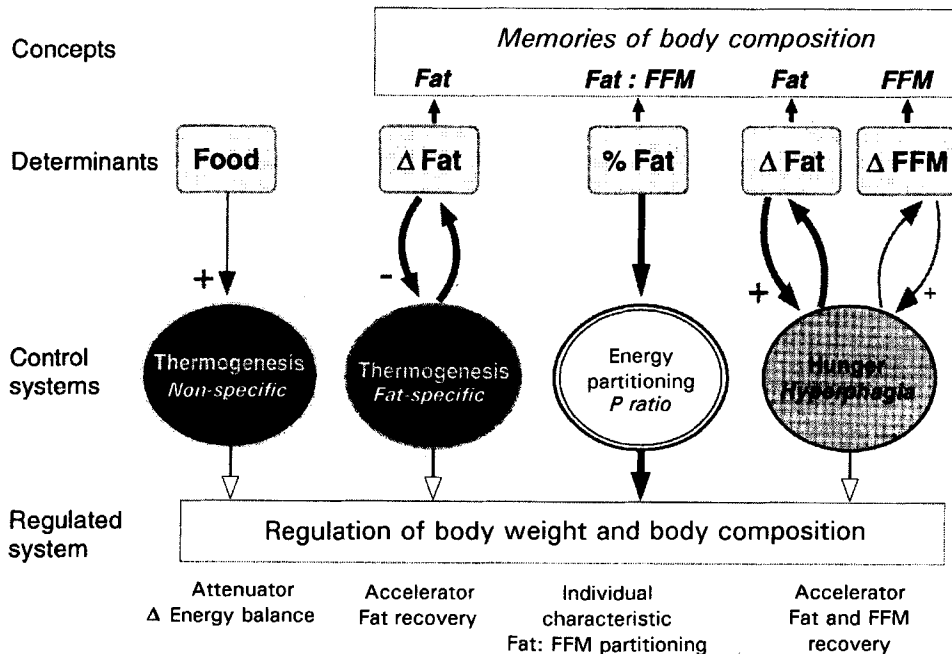 Concepts
Memories of body composition
Fat
Fat : FFM
Fat
FFM
Determinants
Food
Δ Fat
% Fat
Δ Fat
Δ FFM
+
-
+
+
Control
systems
Thermogenesis
Non-specific
Thermogenesis
Fat-specific
Energy
partitioning
P ratio
Hunger
Hyperphagia
Regulated
system
Regulation of body weight and body composition
Attenuator
Δ Energy balance
Accelerator
Fat recovery
Individual
characteristic
Fat: FFM partitioning
Accelerator
Fat and FFM
recovery